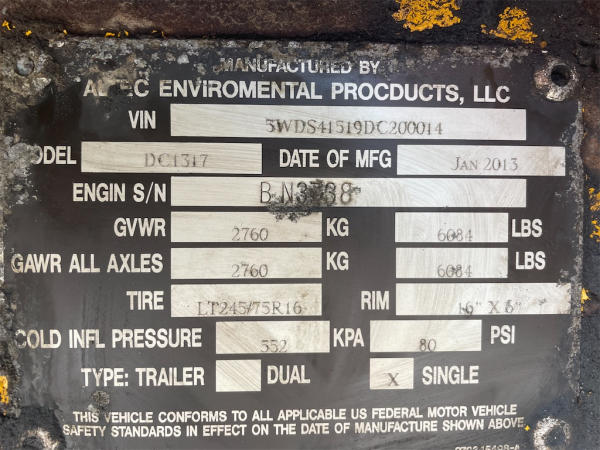 MANUFACTURED BY
ENVIROMENTAL PROCDUCTS, LLC
VIN 5WDS41519DC200014
DC1317 DATE OF MFG JAN 2013
ENGIN S/N
GVWR 2760 KG 6084 LBS
GAWR ALL AXLES 2760 KG 6084 LBS
TIRE LT245/75R16 RIM 16" X 6"
COLD INFL PRESSURE 552 KPA 80 PSI
TYPE: TRAILER DUAL X SINGLE
THIS VEHICLE CONFORMS TO ALL APPLICABLE US FEDERAL MOTOR VEHICLE
SAFETY STANDARDS IN EFFECT ON THE DATE OF MANUFACTURE SHOWN ABOVE